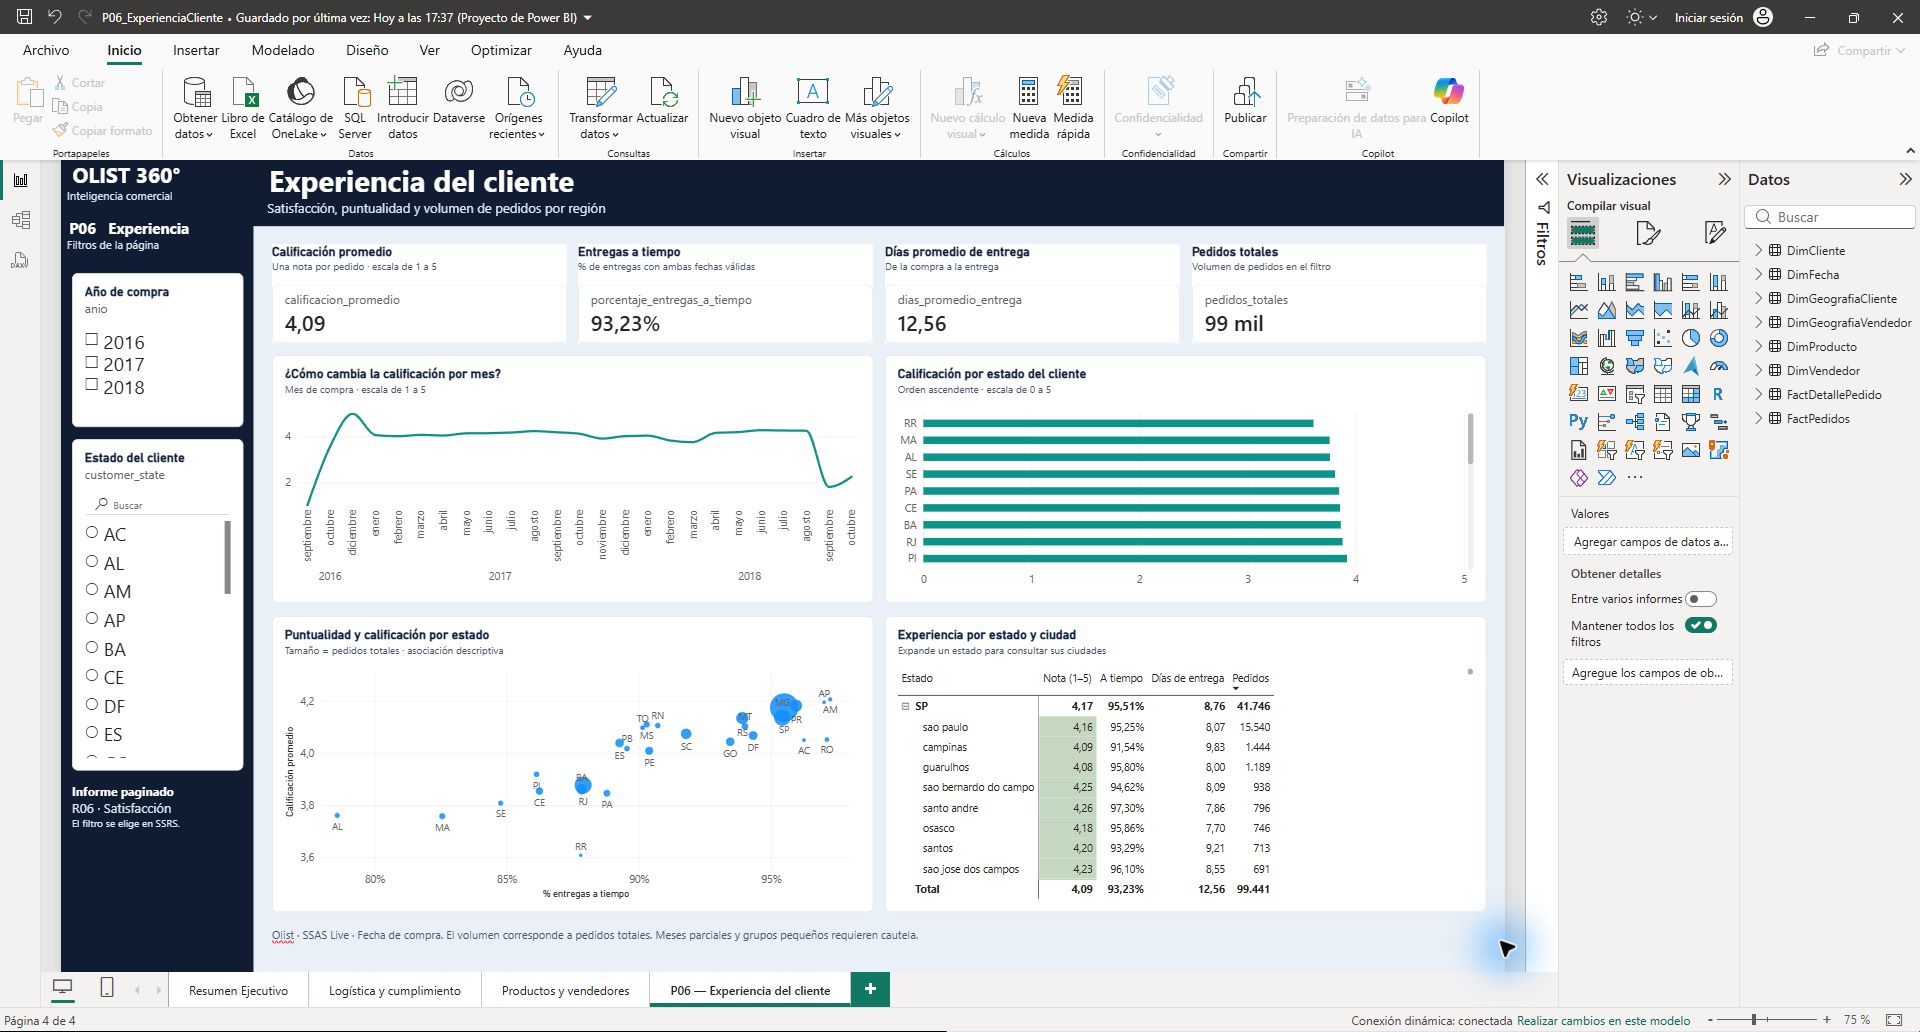 P06_ExperienciaCliente • Guardado por última vez: Hoy a las 17:37 (Proyecto de Power BI)
Iniciar sesión
Archivo Inicio Insertar Modelado Diseño Ver Optimizar Ayuda
Compartir
Pegar
Cortar
Copia
Copiar formato
Portapapeles
Obtener datos
Libro de Excel
Catálogo de OneLake
SQL Server
Introducir datos
Dataverse
Orígenes recientes
Datos
Transformar datos
Actualizar
Consultas
Nuevo objeto visual
Cuadro de texto
Más objetos visuales
Insertar
Nuevo cálculo visual
Nueva medida
Medida rápida
Cálculos
Confidencialidad
Confidencialidad
Publicar
Compartir
Preparación de datos para IA
Copilot
Copilot
OLIST 360°
Inteligencia comercial
P06 Experiencia
Filtros de la página
Año de compra
anio
2016
2017
2018
Estado del cliente
customer_state
Buscar
AC
AL
AM
AP
BA
CE
DF
ES
Informe paginado
R06 · Satisfacción
El filtro se elige en SSRS.
Experiencia del cliente
Satisfacción, puntualidad y volumen de pedidos por región
Calificación promedio
Una nota por pedido · escala de 1 a 5
calificacion_promedio
4,09
Entregas a tiempo
% de entregas con ambas fechas válidas
porcentaje_entregas_a_tiempo
93,23%
Días promedio de entrega
De la compra a la entrega
dias_promedio_entrega
12,56
Pedidos totales
Volumen de pedidos en el filtro
pedidos_totales
99 mil
¿Cómo cambia la calificación por mes?
Mes de compra · escala de 1 a 5
4
2
septiembre octubre diciembre enero febrero marzo abril mayo junio julio agosto septiembre octubre noviembre diciembre enero febrero marzo abril mayo junio julio agosto septiembre octubre
2016 2017 2018
Calificación por estado del cliente
Orden ascendente · escala de 0 a 5
RR
MA
AL
SE
PA
CE
BA
RJ
PI
0 1 2 3 4 5
Puntualidad y calificación por estado
Tamaño = pedidos totales · asociación descriptiva
Calificación promedio
4,2
4,0
3,8
3,6
AP
MG
AM
TO RN
MT
PR
MS
RS
SP
PB
ES
PE
SC
GO
DF
AC
RO
PI
BA
CE
RJ
PA
SE
AL
MA
RR
80% 85% 90% 95%
% entregas a tiempo
Experiencia por estado y ciudad
Expande un estado para consultar sus ciudades
Estado Nota (1–5) A tiempo Días de entrega Pedidos
SP 4,17 95,51% 8,76 41.746
sao paulo 4,16 95,25% 8,07 15.540
campinas 4,09 91,54% 9,83 1.444
guarulhos 4,08 95,80% 8,00 1.189
sao bernardo do campo 4,25 94,62% 8,09 938
santo andre 4,26 97,30% 7,86 796
osasco 4,18 95,86% 7,70 746
santos 4,20 93,29% 9,21 713
sao jose dos campos 4,23 96,10% 8,55 691
Total 4,09 93,23% 12,56 99.441
Olist · SSAS Live · Fecha de compra. El volumen corresponde a pedidos totales. Meses parciales y grupos pequeños requieren cautela.
Filtros
Visualizaciones
Compilar visual
123
R
Py
Valores
Agregar campos de datos a...
Obtener detalles
Entre varios informes
Mantener todos los filtros
Agregue los campos de ob...
Datos
Buscar
DimCliente
DimFecha
DimGeografiaCliente
DimGeografiaVendedor
DimProducto
DimVendedor
FactDetallePedido
FactPedidos
Resumen Ejecutivo
Logística y cumplimiento
Productos y vendedores
P06 — Experiencia del cliente
Página 4 de 4
Conexión dinámica: conectada Realizar cambios en este modelo
75 %